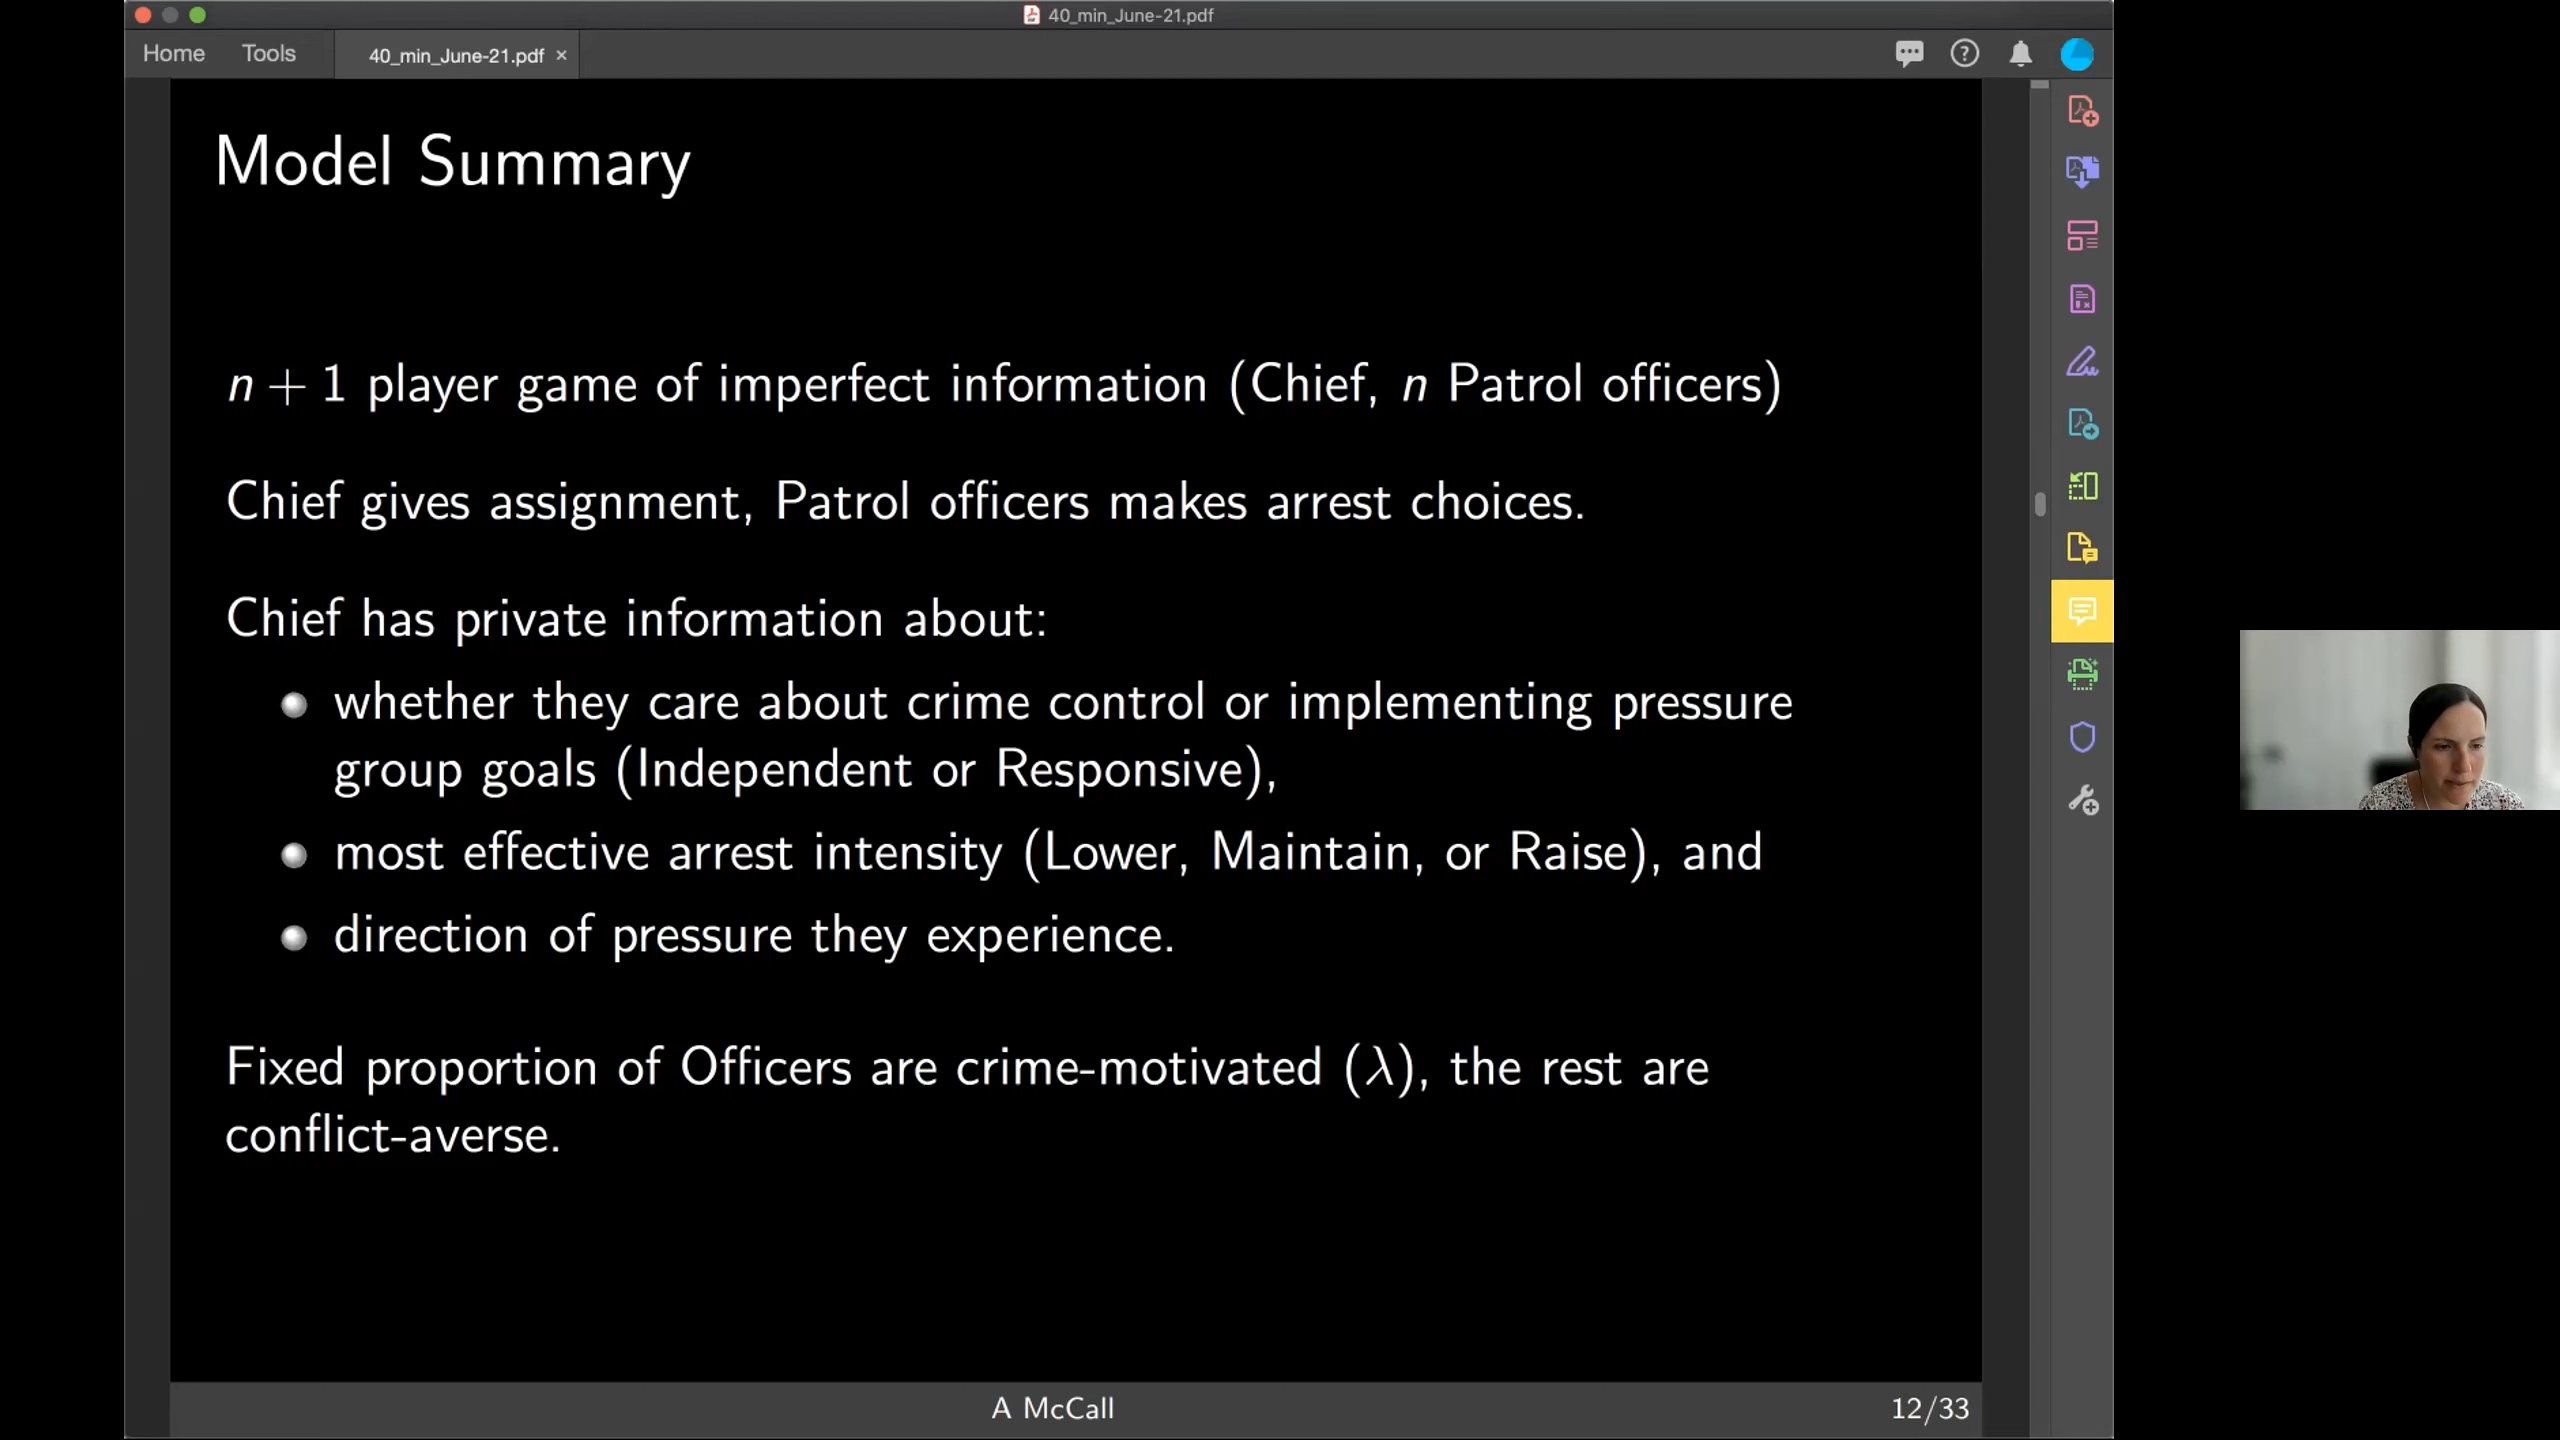 40_min_June-21.pdf
Home Tools 40_min_June-21.pdf ×
Model Summary
n + 1 player game of imperfect information (Chief, n Patrol officers)
Chief gives assignment, Patrol officers makes arrest choices.
Chief has private information about:
whether they care about crime control or implementing pressure
group goals (Independent or Responsive),
most effective arrest intensity (Lower, Maintain, or Raise), and
direction of pressure they experience.
Fixed proportion of Officers are crime-motivated (λ), the rest are
conflict-averse.
A McCall 12/33